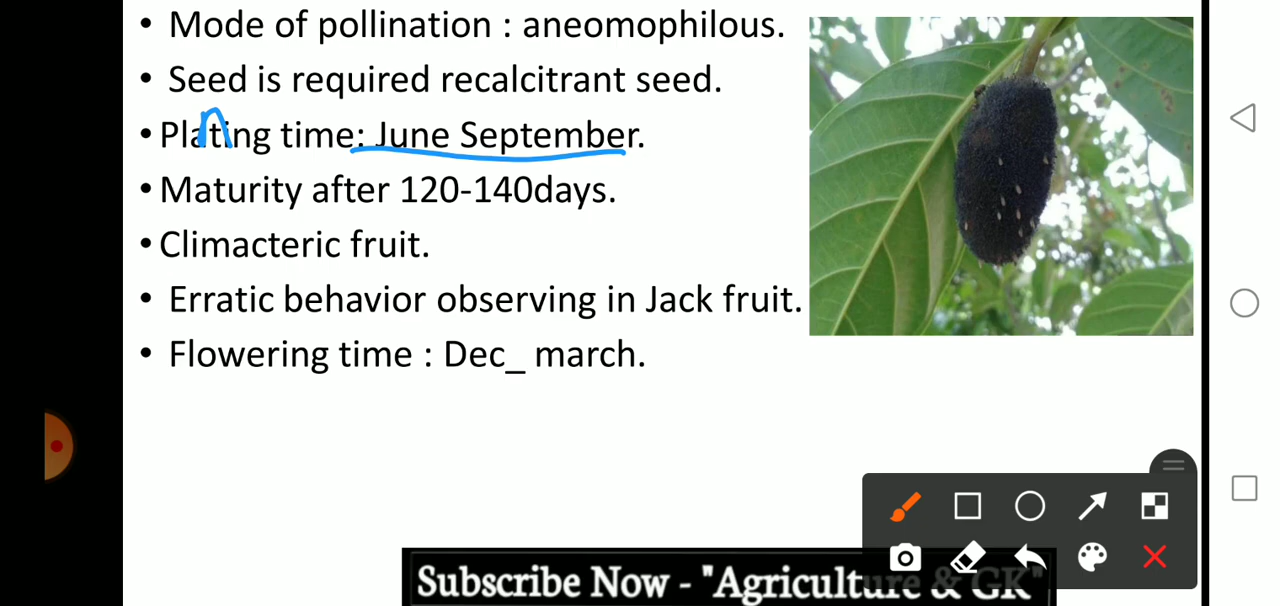 • Mode of pollination : aneomophilous.
• Seed is required recalcitrant seed.
• Plating time: June September.
• Maturity after 120-140days.
• Climacteric fruit.
• Erratic behavior observing in Jack fruit.
• Flowering time : Dec_ march.
Subscribe Now - "Agriculture & GK"